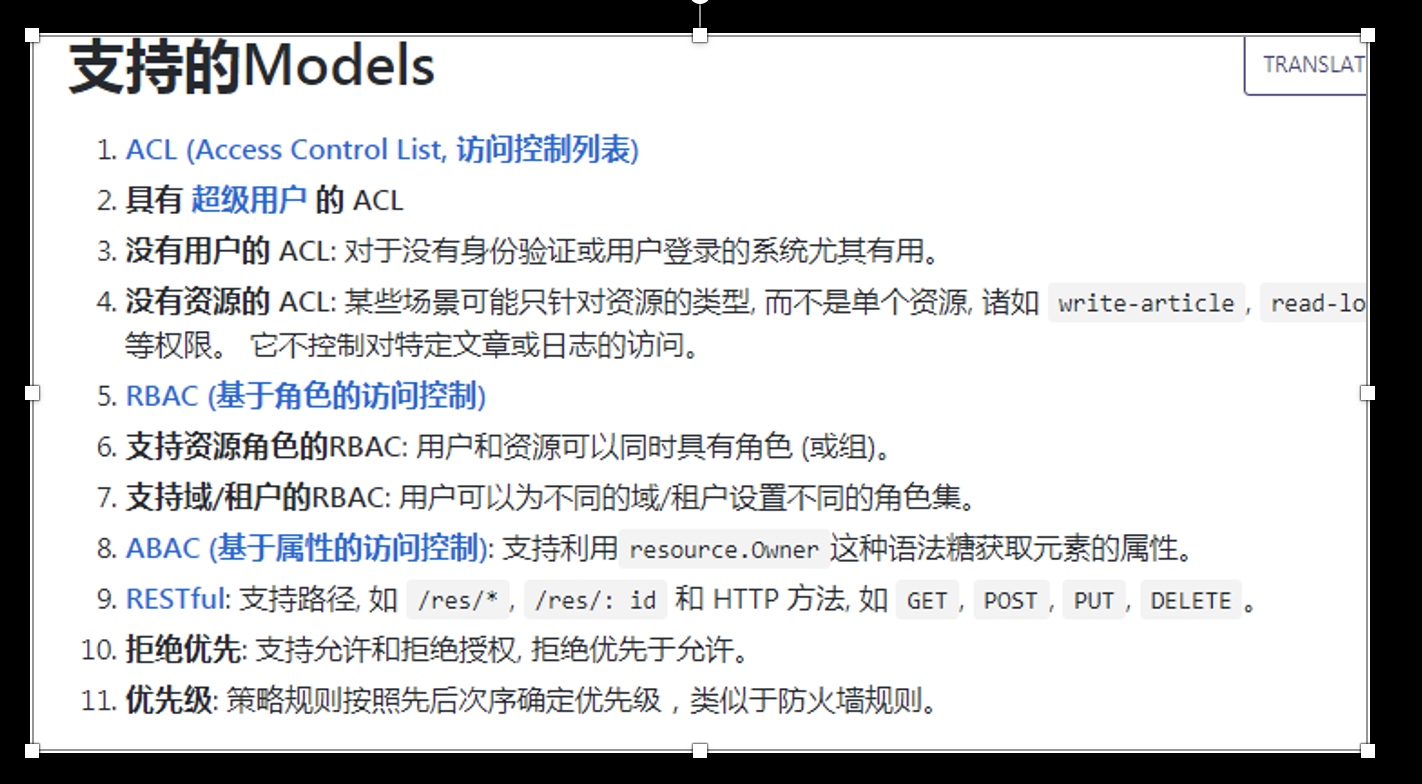 支持的Models
TRANSLAT
1. ACL (Access Control List, 访问控制列表)
2. 具有 超级用户 的 ACL
3. 没有用户的 ACL: 对于没有身份验证或用户登录的系统尤其有用。
4. 没有资源的 ACL: 某些场景可能只针对资源的类型, 而不是单个资源, 诸如 write-article, read-lo
等权限。 它不控制对特定文章或日志的访问。
5. RBAC (基于角色的访问控制)
6. 支持资源角色的RBAC: 用户和资源可以同时具有角色 (或组)。
7. 支持域/租户的RBAC: 用户可以为不同的域/租户设置不同的角色集。
8. ABAC (基于属性的访问控制): 支持利用 resource.Owner 这种语法糖获取元素的属性。
9. RESTful: 支持路径, 如 /res/*, /res/: id 和 HTTP 方法, 如 GET, POST, PUT, DELETE。
10. 拒绝优先: 支持允许和拒绝授权, 拒绝优先于允许。
11. 优先级: 策略规则按照先后次序确定优先级，类似于防火墙规则。